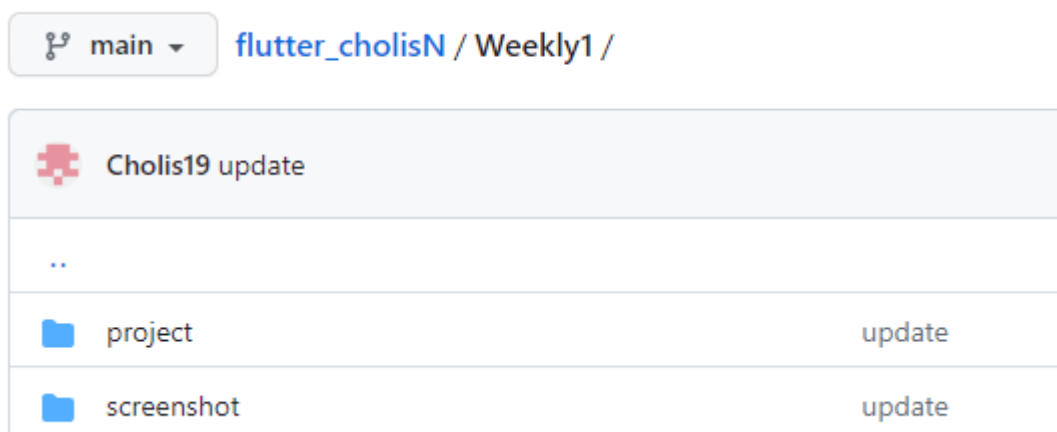 main flutter_cholisN / Weekly1 /
Cholis19 update
..
project update
screenshot update